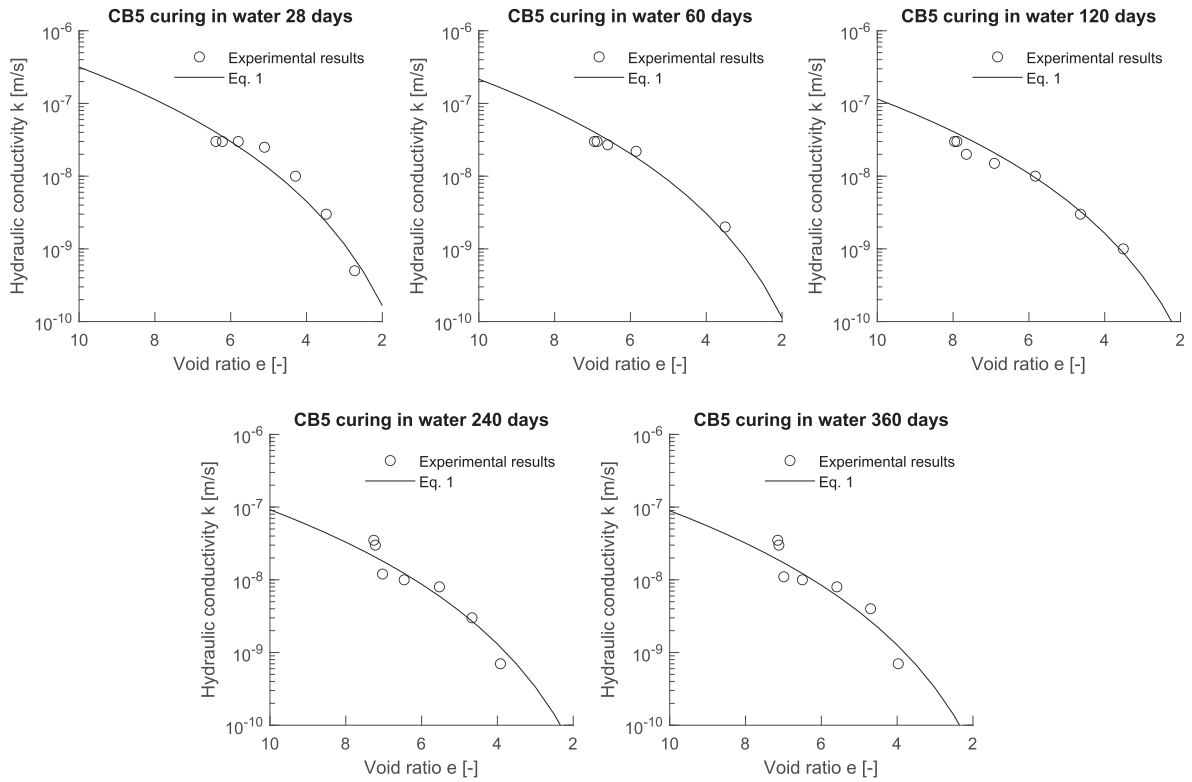 CB5 curing in water 28 days
10-6
10-7
10-8
10-9
10-10
Hydraulic conductivity k [m/s]
Experimental results
Eq. 1
10 8 6 4 2
Void ratio e [-]
CB5 curing in water 60 days
10-6
10-7
10-8
10-9
10-10
Hydraulic conductivity k [m/s]
Experimental results
Eq. 1
10 8 6 4 2
Void ratio e [-]
CB5 curing in water 120 days
10-6
10-7
10-8
10-9
10-10
Hydraulic conductivity k [m/s]
Experimental results
Eq. 1
10 8 6 4 2
Void ratio e [-]
CB5 curing in water 240 days
10-6
10-7
10-8
10-9
10-10
Hydraulic conductivity k [m/s]
Experimental results
Eq. 1
10 8 6 4 2
Void ratio e [-]
CB5 curing in water 360 days
10-6
10-7
10-8
10-9
10-10
Hydraulic conductivity k [m/s]
Experimental results
Eq. 1
10 8 6 4 2
Void ratio e [-]